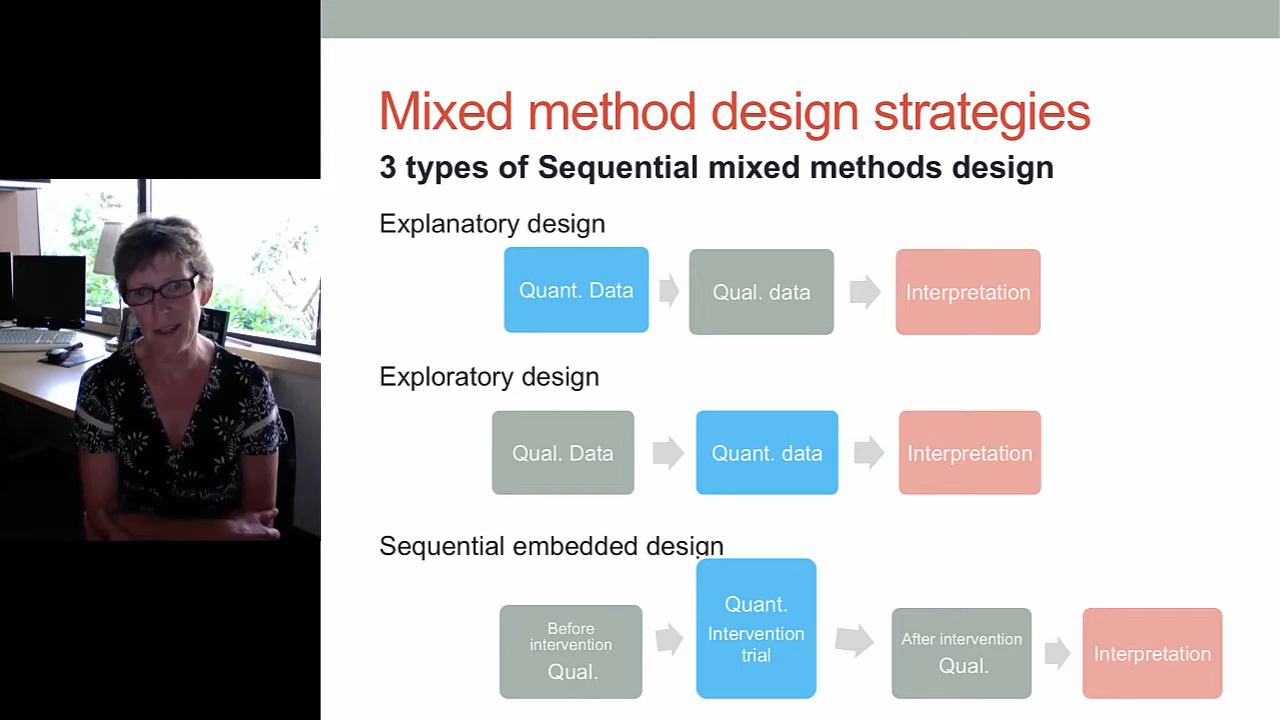 Mixed method design strategies
3 types of Sequential mixed methods design
Explanatory design
Quant. Data
Qual. data
Interpretation
Exploratory design
Qual. Data
Quant. data
Interpretation
Sequential embedded design
Before
intervention
Qual.
Quant.
Intervention
trial
After intervention
Qual.
Interpretation